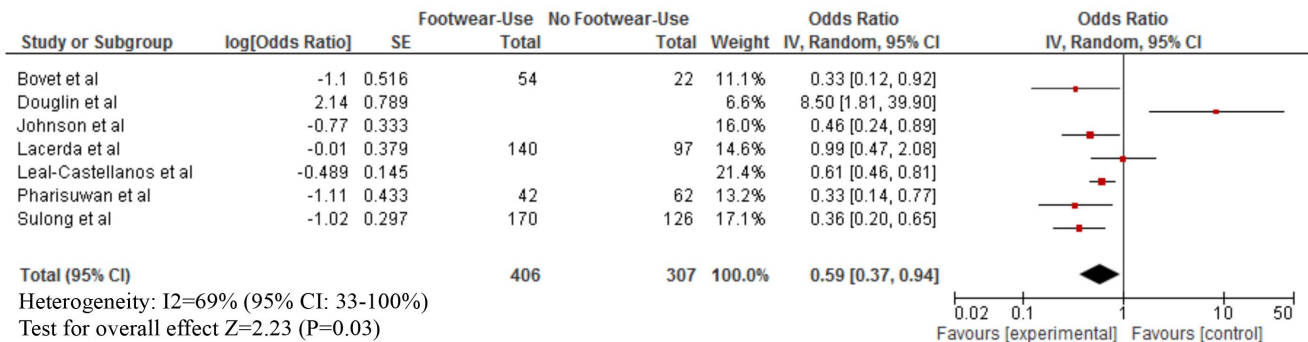 Footwear-Use No Footwear-Use Odds Ratio Odds Ratio
Study or Subgroup log[Odds Ratio] SE Total Total Weight IV, Random, 95% CI IV, Random, 95% CI
Bovet et al -1.1 0.516 54 22 11.1% 0.33 [0.12, 0.92]
Douglin et al 2.14 0.789 6.6% 8.50 [1.81, 39.90]
Johnson et al -0.77 0.333 16.0% 0.46 [0.24, 0.89]
Lacerda et al -0.01 0.379 140 97 14.6% 0.99 [0.47, 2.08]
Leal-Castellanos et al -0.489 0.145 21.4% 0.61 [0.46, 0.81]
Pharisuwan et al -1.11 0.433 42 62 13.2% 0.33 [0.14, 0.77]
Sulong et al -1.02 0.297 170 126 17.1% 0.36 [0.20, 0.65]
Total (95% CI) 406 307 100.0% 0.59 [0.37, 0.94]
Heterogeneity: I2=69% (95% CI: 33-100%)
Test for overall effect Z=2.23 (P=0.03)
0.02 0.1 1 10 50
Favours [experimental] Favours [control]